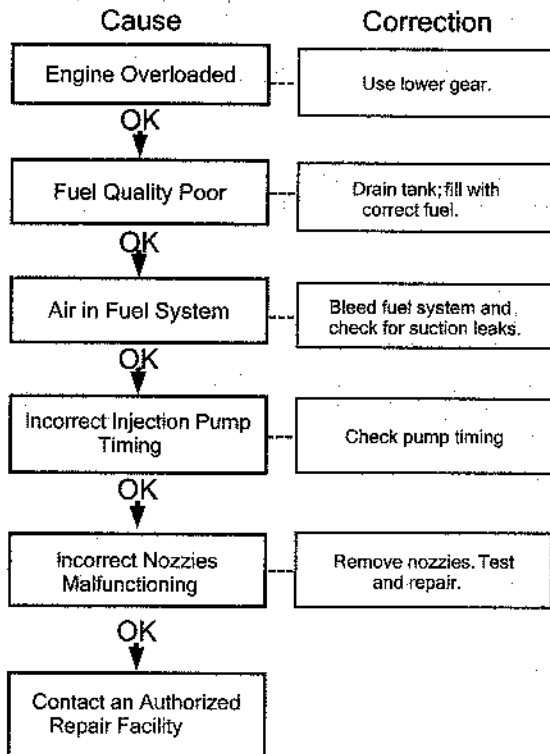 Cause
Correction
Engine Overloaded
Use lower gear.
OK
Fuel Quality Poor
Drain tank; fill with
correct fuel.
OK
Air in Fuel System
Bleed fuel system and
check for suction leaks.
OK
Incorrect Injection Pump
Timing
Check pump timing
OK
Incorrect Nozzies
Malfunctioning
Remove nozzles. Test
and repair.
OK
Contact an Authorized
Repair Facility